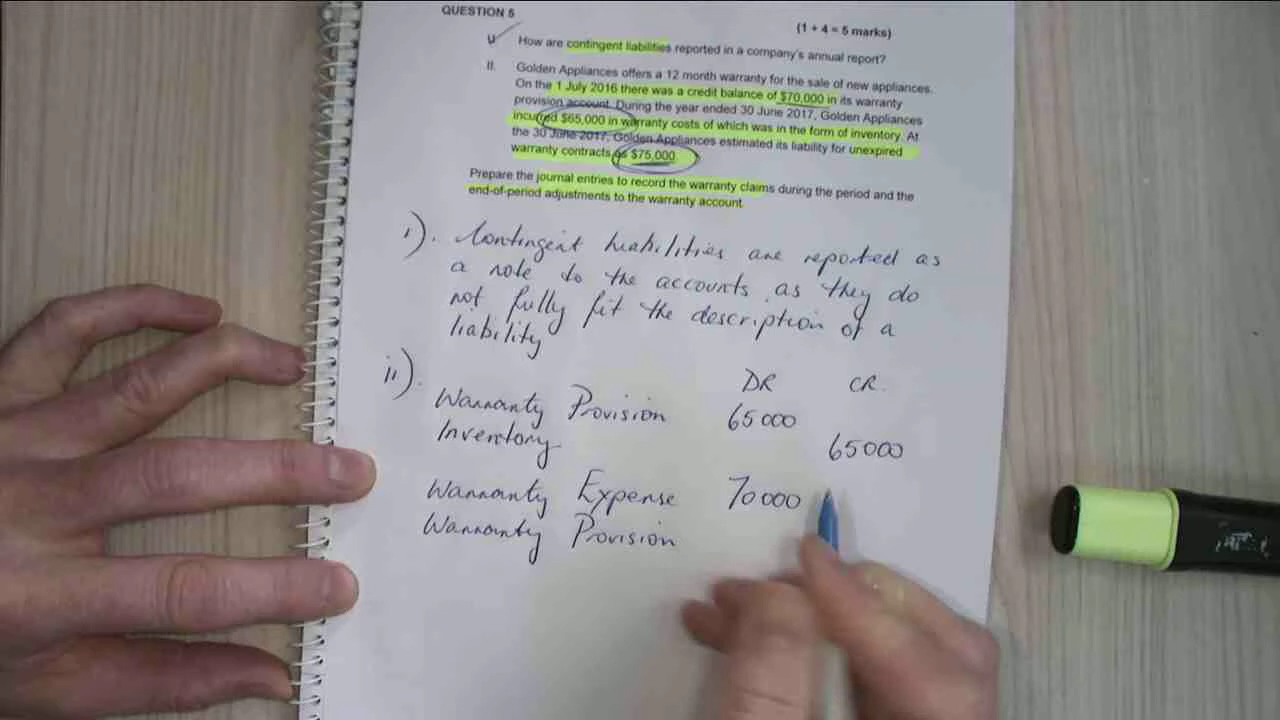 QUESTION 5
(1 + 4 = 5 marks)
How are contingent liabilities reported in a company's annual report?
II. Golden Appliances offers a 12 month warranty for the sale of new appliances.
On the 1 July 2016 there was a credit balance of $70,000 in its warranty
provision account. During the year ended 30 June 2017, Golden Appliances
incurred $65,000 in warranty costs of which was in the form of inventory. At
the 30 June 2017, Golden Appliances estimated its liability for unexpired
warranty contracts as $75,000.
Prepare the journal entries to record the warranty claims during the period and the
end-of-period adjustments to the warranty account.
i). Contingent liabilities are reported as
a note to the accounts as they do
not fully fit the description of a
liability
ii). DR CR.
Warranty Provision 65000
Inventory 65000
Warranty Expense 70000
Warranty Provision